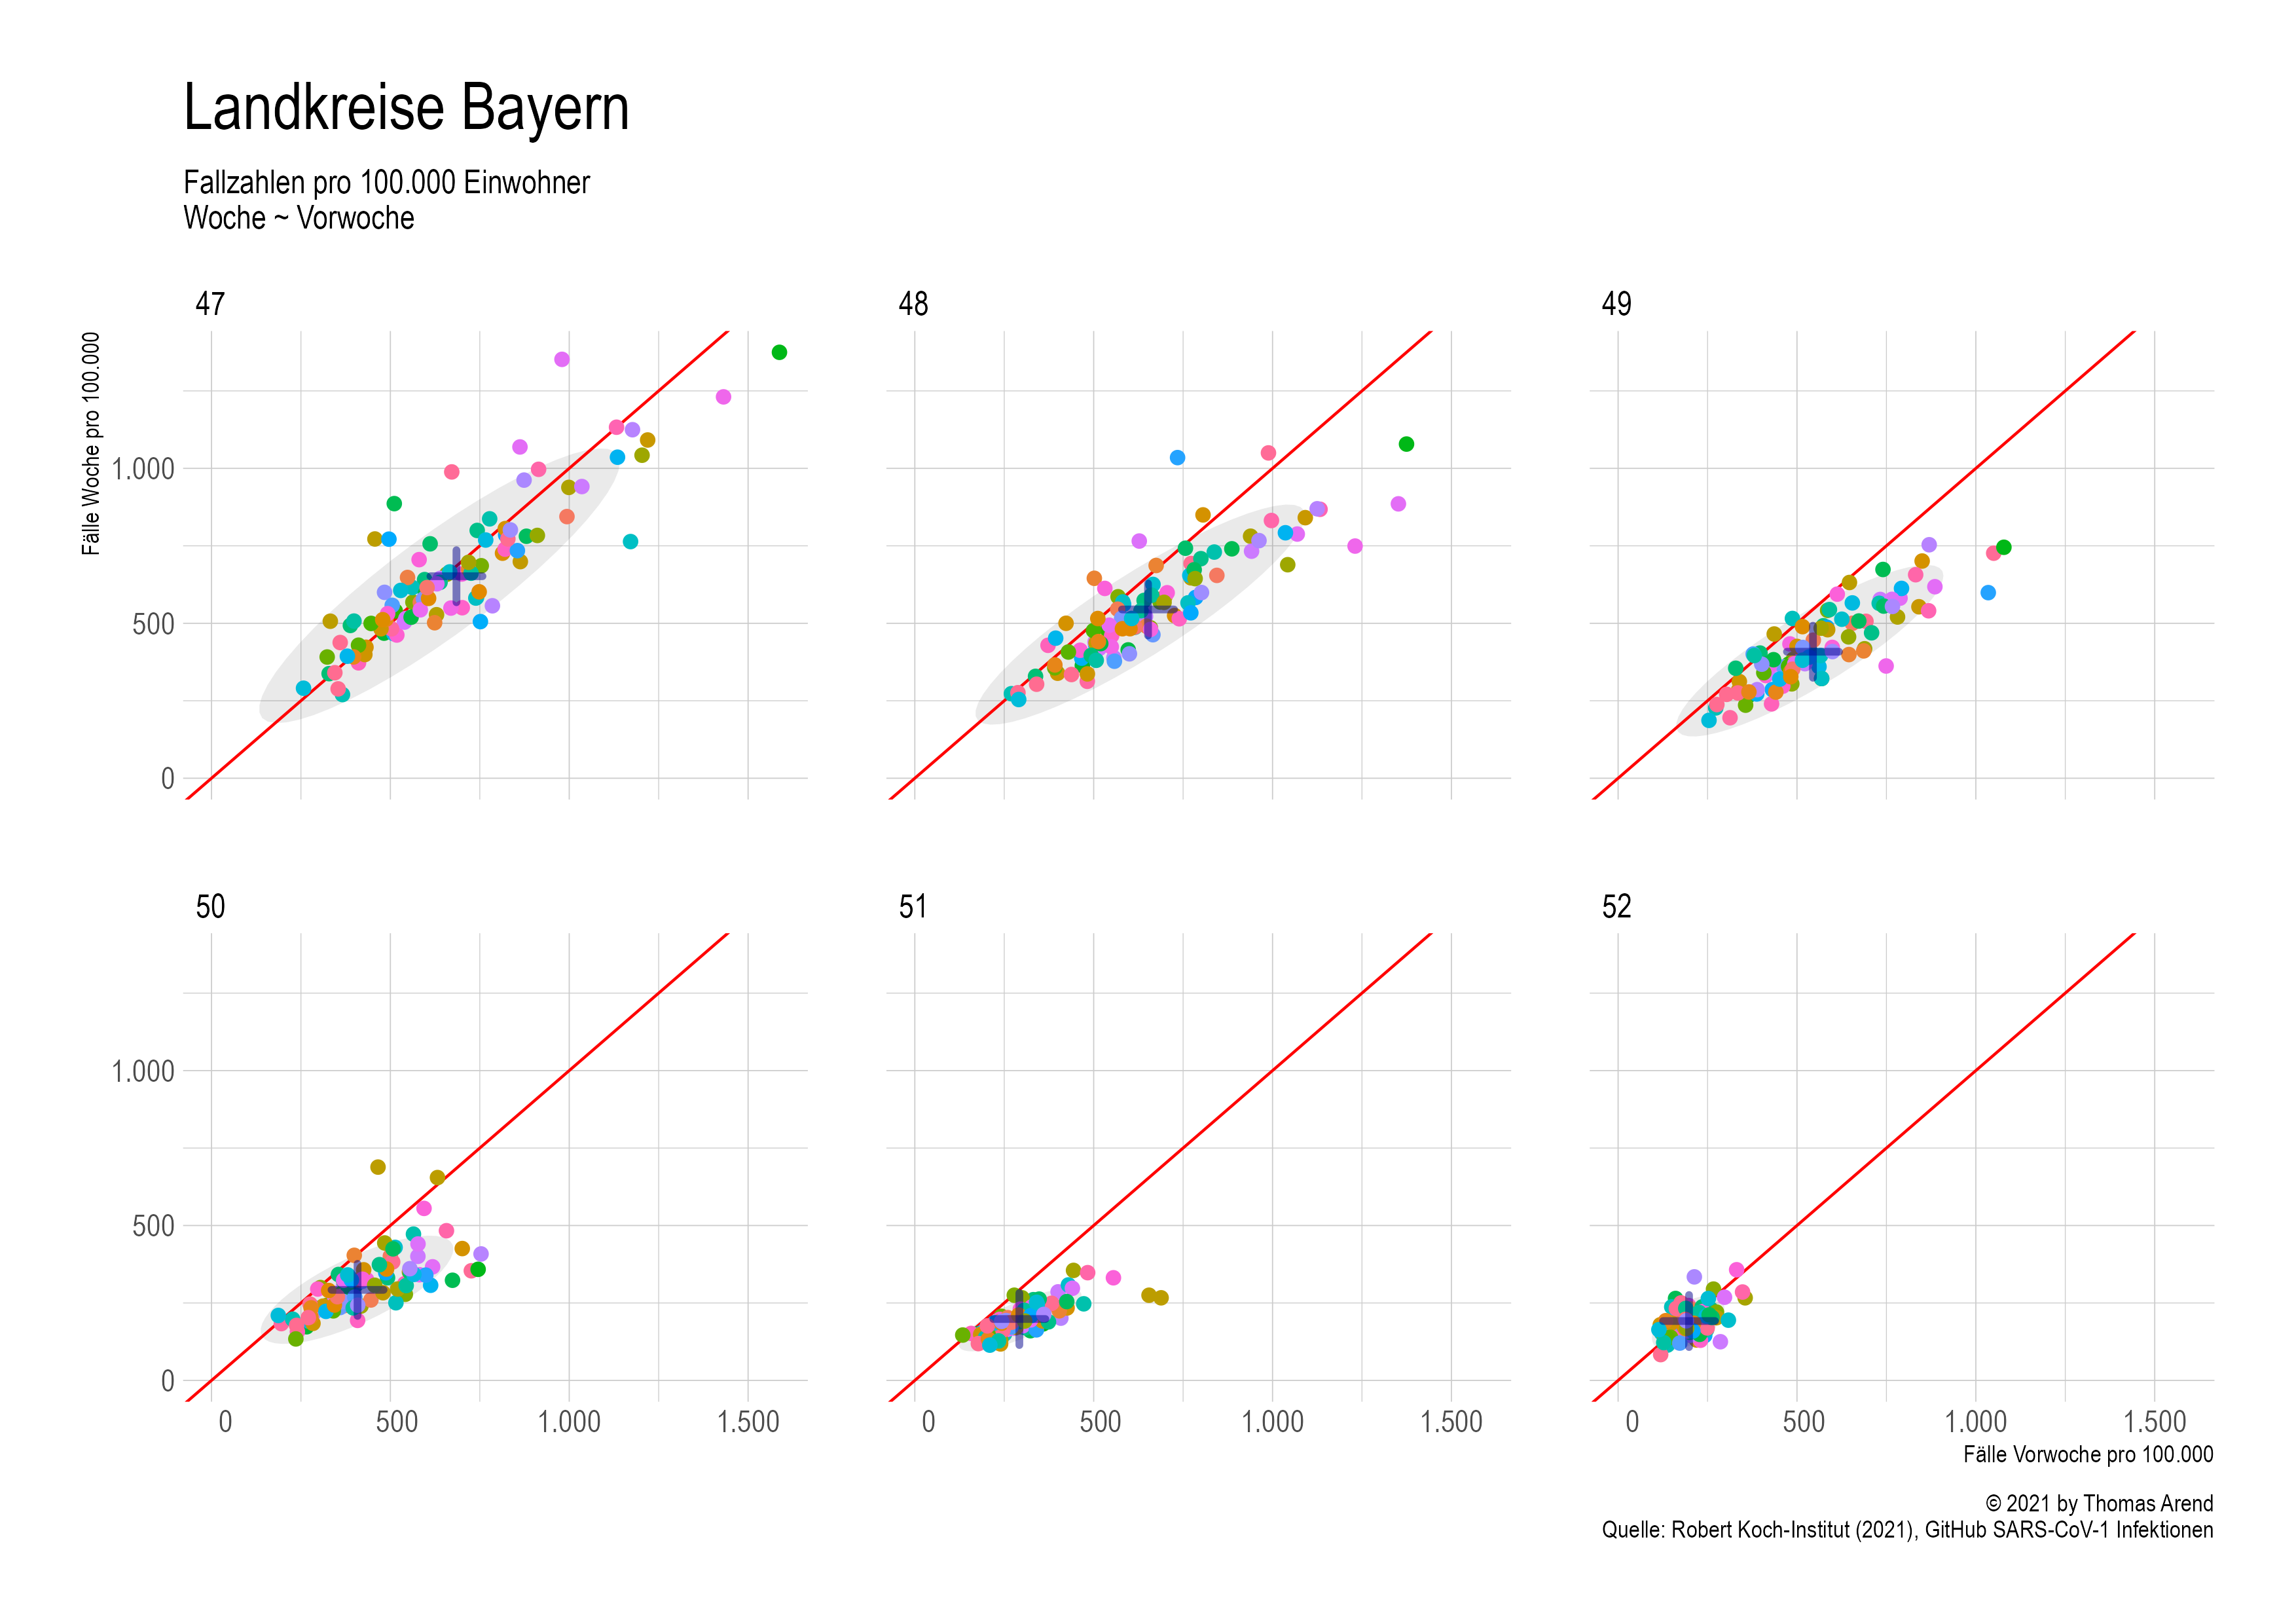 Landkreise Bayern
Fallzahlen pro 100.000 Einwohner
Woche ~ Vorwoche
47
48
49
Fälle Woche pro 100.000
1.000
500
0
50
51
52
1.000
500
0
0 500 1.000 1.500
0 500 1.000 1.500
0 500 1.000 1.500
Fälle Vorwoche pro 100.000
© 2021 by Thomas Arend
Quelle: Robert Koch-Institut (2021), GitHub SARS-CoV-1 Infektionen